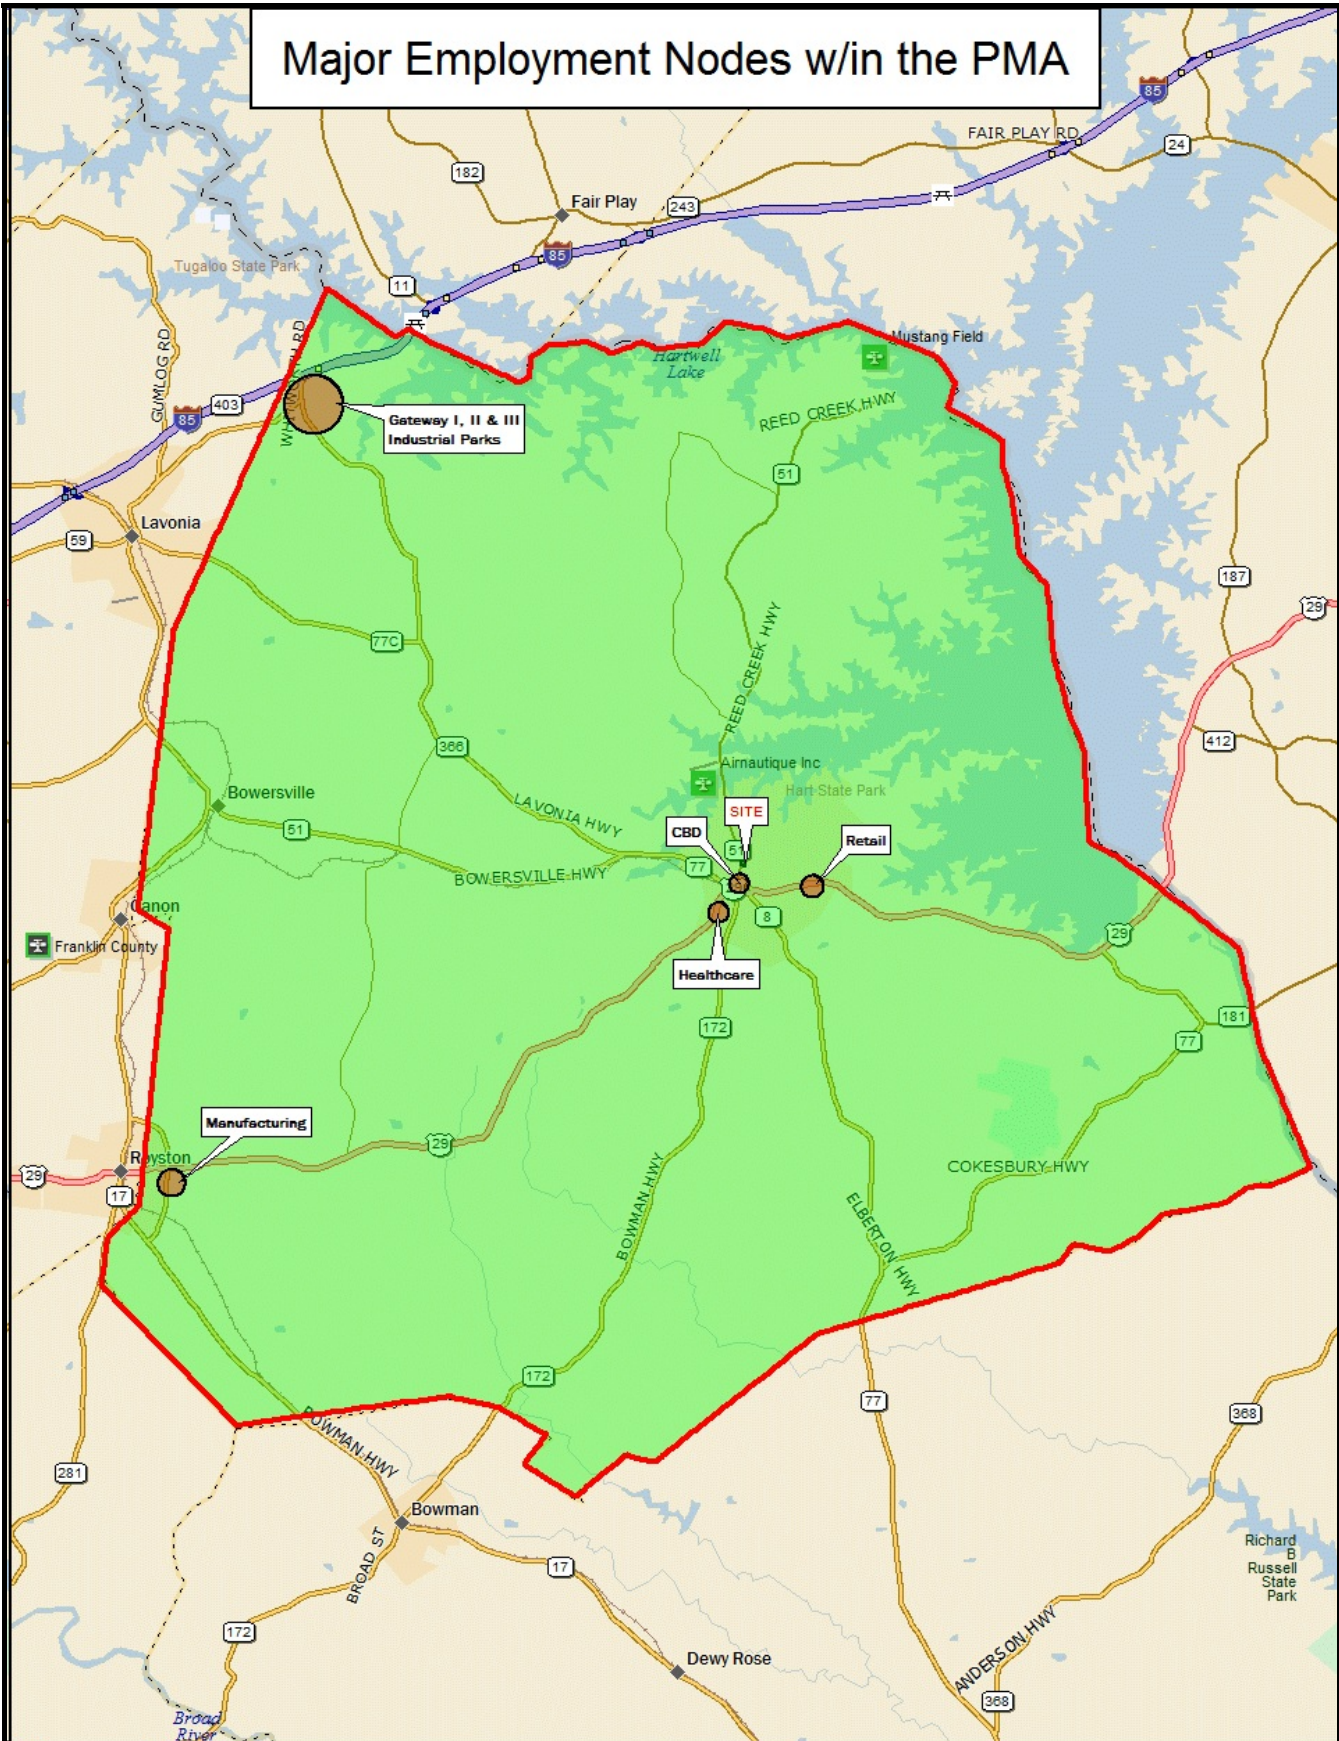 Major Employment Nodes w/in the PMA
85
FAIR PLAY RD
24
182
Fair Play
243
85
Tugaloo State Park
11
Mustang Field
Hartwell
Lake
GUMLOG RD
403
85
Gateway I, II & III
Industrial Parks
REED CREEK HWY
51
Lavonia
59
187
29
77C
REED CREEK HWY
366
412
Airnautique Inc
Hart State Park
Bowersville
LAVONIA HWY
SITE
CBD
Retail
51
51
77
BOWERSVILLE HWY
Canon
8
29
Franklin County
Healthcare
181
172
77
Manufacturing
29
Royston
29
17
COKESBURY HWY
BOWMAN HWY
ELBERTON HWY
172
77
368
BOWMAN HWY
281
Bowman
BROAD ST
17
Richard
B
Russell
State
Park
172
Dewy Rose
ANDERSON HWY
368
Broad
River